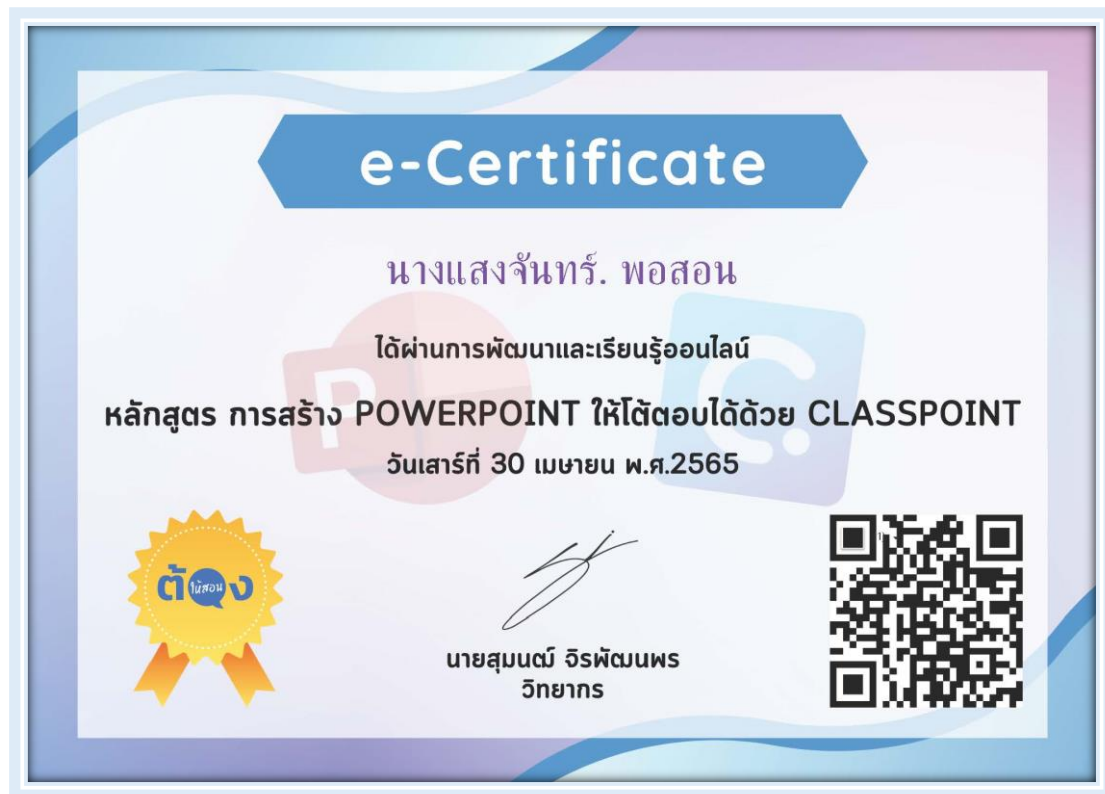 e-Certificate
นางแสงจันทร์. พอสอน
ได้ผ่านการพัฒนาและเรียนรู้ออนไลน์
หลักสูตร การสร้าง POWERPOINT ให้โต้ตอบได้ด้วย CLASSPOINT
วันเสาร์ที่ 30 เมษายน พ.ศ.2565
ต้ ให้สอน อง
นายสุมนฒ์ จิรพัฒนพร
วิทยากร